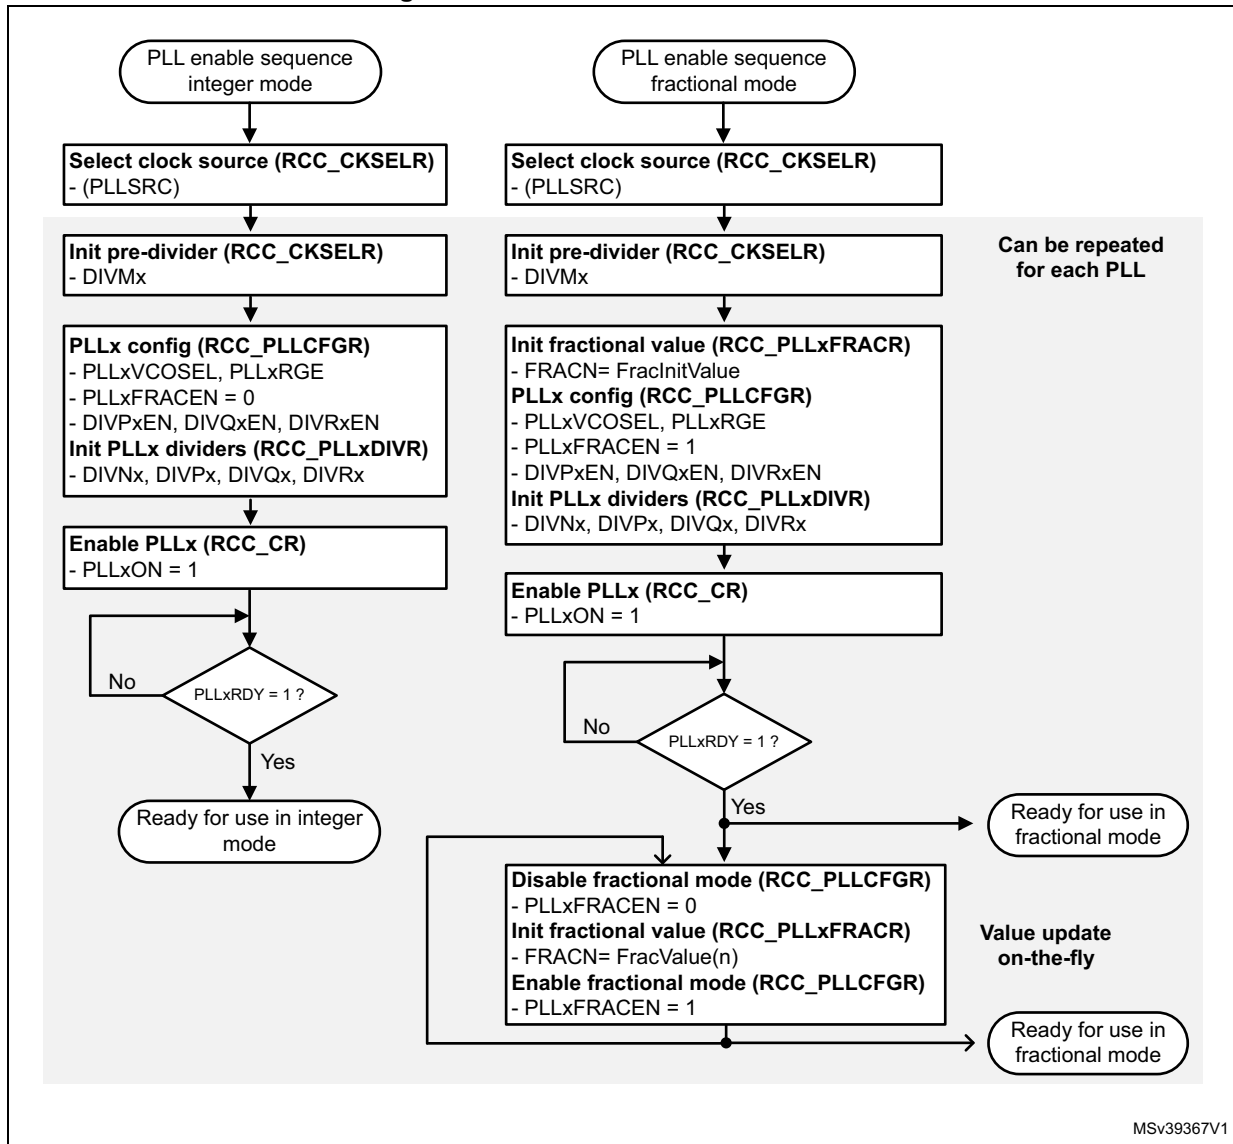 PLL enable sequence
integer mode
Select clock source (RCC_CKSELR)
- (PLLSRC)
Init pre-divider (RCC_CKSELR)
- DIVMx
PLLx config (RCC_PLLCFGR)
- PLLxVCOSEL, PLLxRGE
- PLLxFRACEN = 0
- DIVPxEN, DIVQxEN, DIVRxEN
Init PLLx dividers (RCC_PLLxDIVR)
- DIVNx, DIVPx, DIVQx, DIVRx
Enable PLLx (RCC_CR)
- PLLxON = 1
No
PLLxRDY = 1 ?
Yes
Ready for use in integer
mode
PLL enable sequence
fractional mode
Select clock source (RCC_CKSELR)
- (PLLSRC)
Init pre-divider (RCC_CKSELR)
- DIVMx
Can be repeated
for each PLL
Init fractional value (RCC_PLLxFRACR)
- FRACN= FracInitValue
PLLx config (RCC_PLLCFGR)
- PLLxVCOSEL, PLLxRGE
- PLLxFRACEN = 1
- DIVPxEN, DIVQxEN, DIVRxEN
Init PLLx dividers (RCC_PLLxDIVR)
- DIVNx, DIVPx, DIVQx, DIVRx
Enable PLLx (RCC_CR)
- PLLxON = 1
No
PLLxRDY = 1 ?
Yes
Ready for use in
fractional mode
Disable fractional mode (RCC_PLLCFGR)
- PLLxFRACEN = 0
Init fractional value (RCC_PLLxFRACR)
- FRACN= FracValue(n)
Enable fractional mode (RCC_PLLCFGR)
- PLLxFRACEN = 1
Value update
on-the-fly
Ready for use in
fractional mode
MSv39367V1